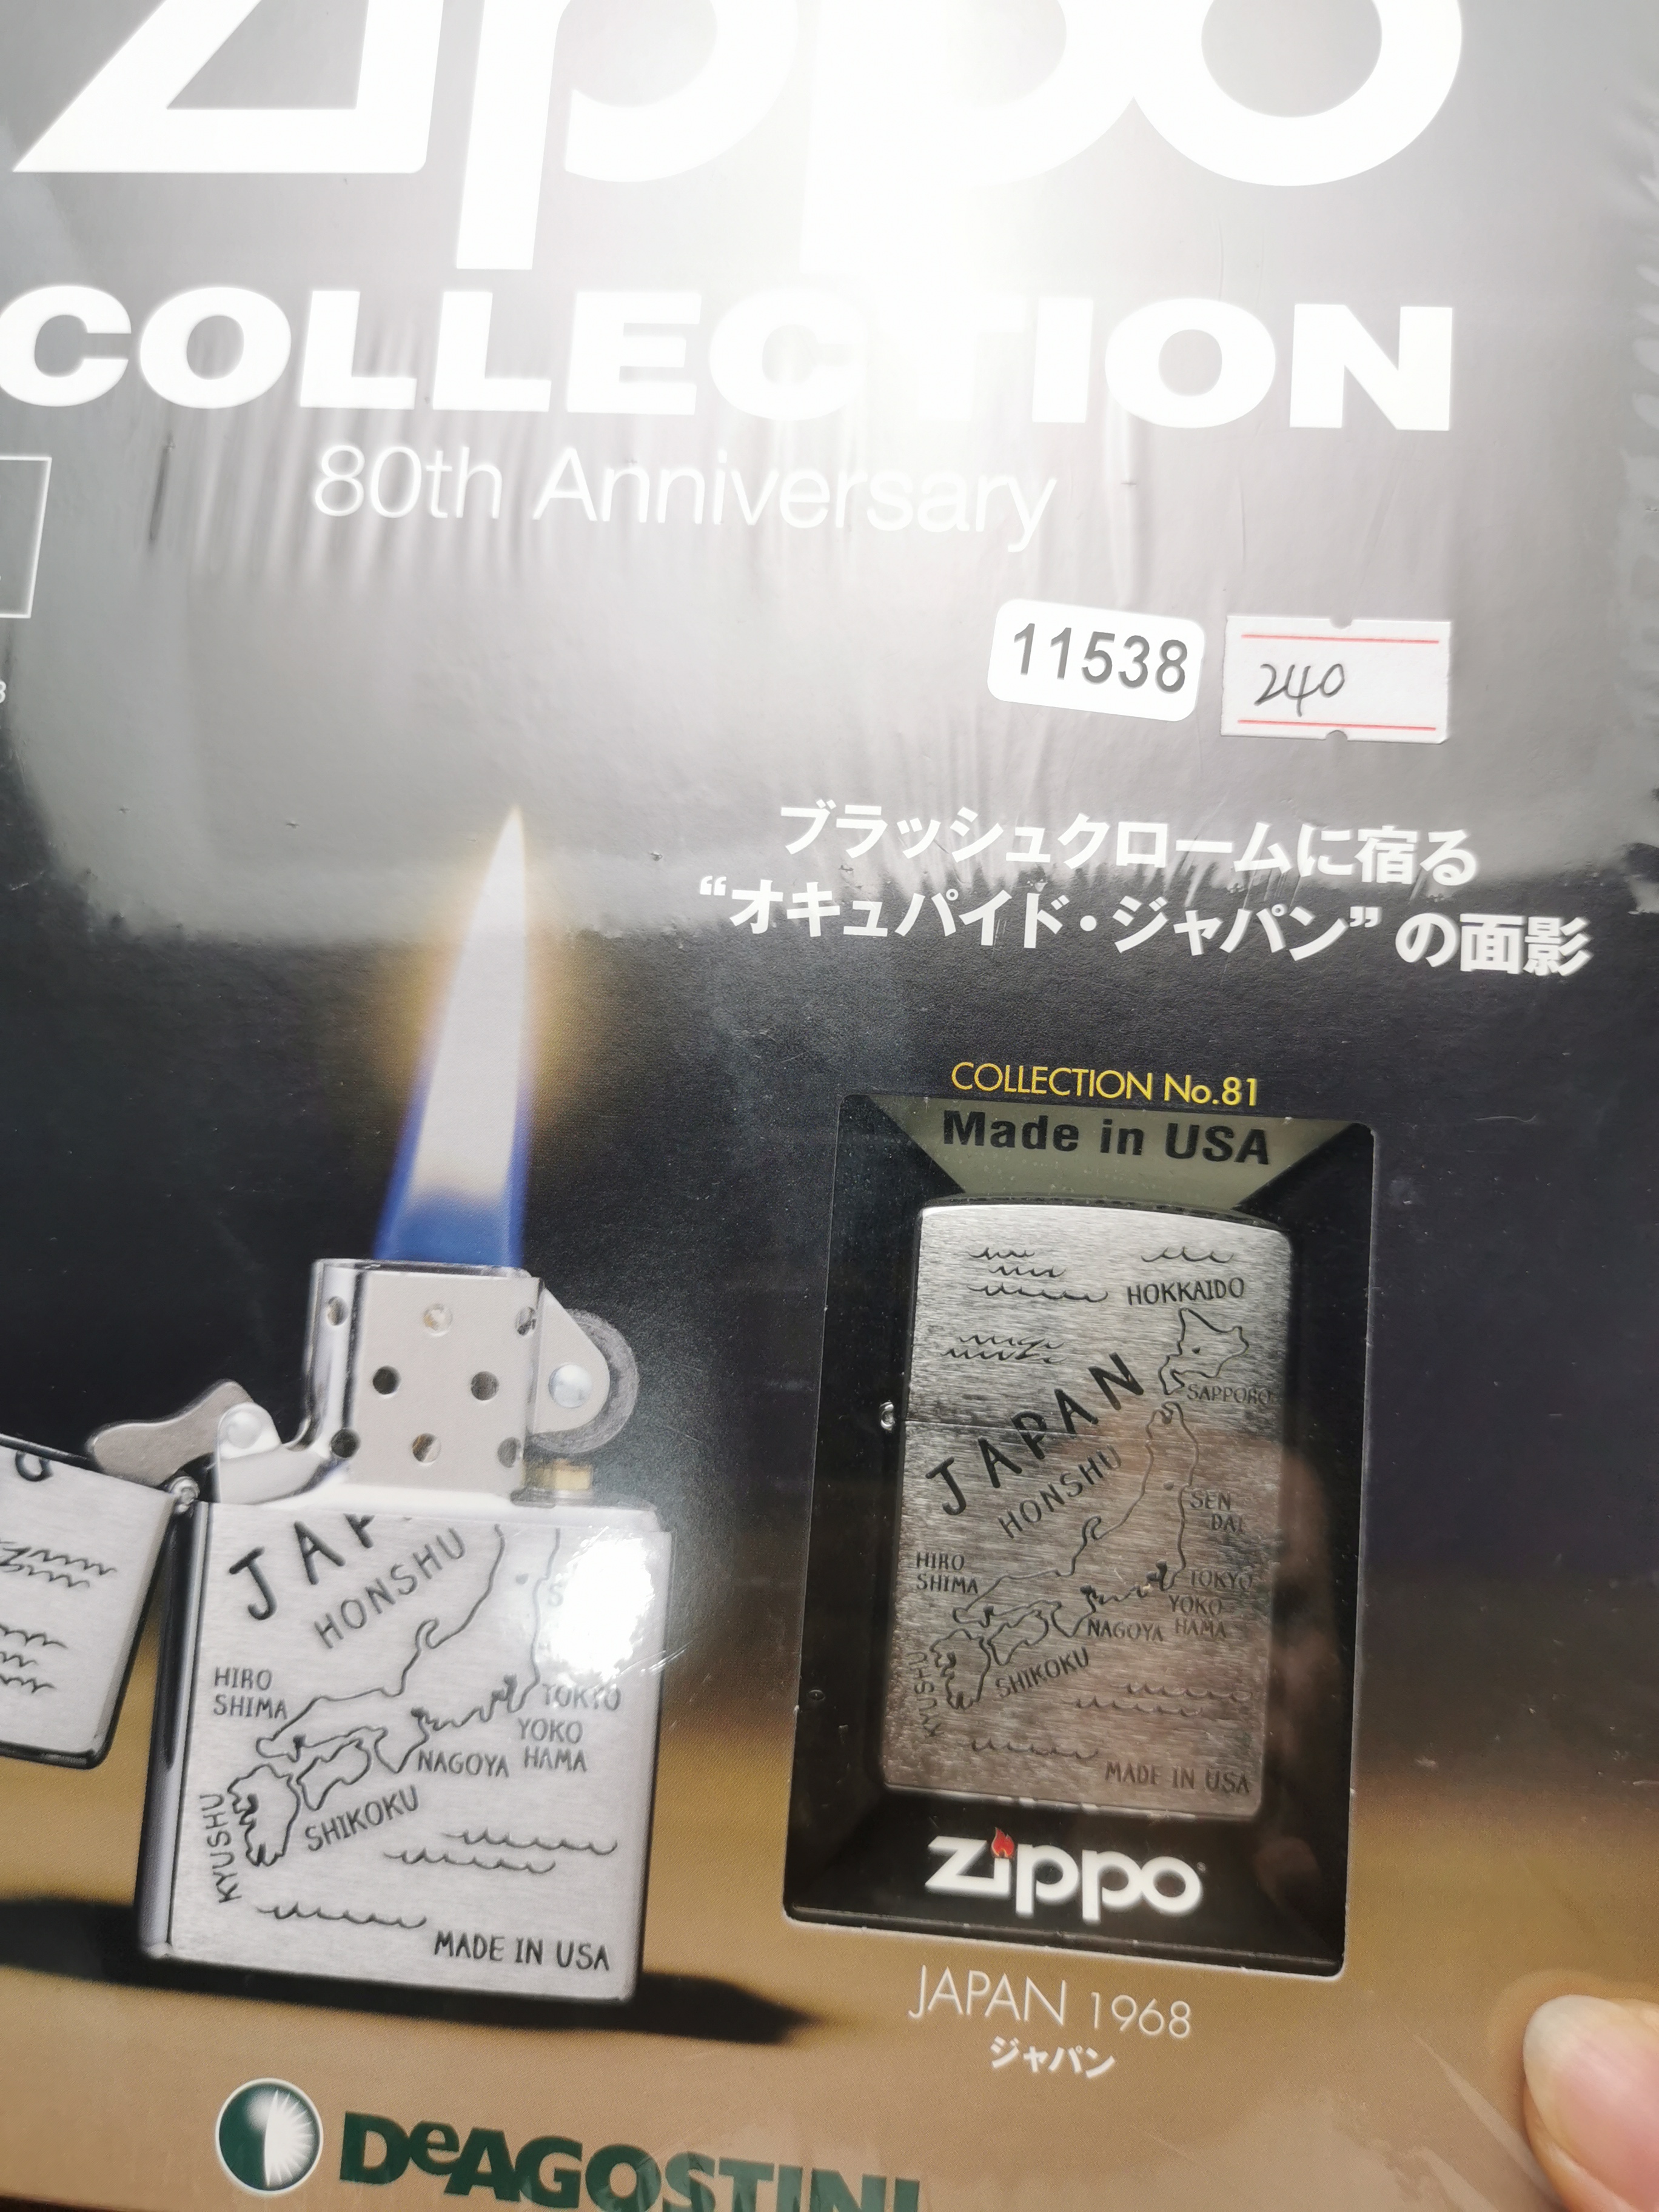 Zippo
COLLECTION
80th Anniversary
11538
240
ブラッシュクロームに宿る
“オキュパイド・ジャパン”の面影
COLLECTION No.81
Made in USA
HOKKAIDO
SAPPORO
JAPAN
HONSHU
SEN
DAI
HIRO
SHIMA
TOKYO
YOKO
HAMA
NAGOYA
SHIKOKU
KYUSHU
MADE IN USA
zippo
JAPAN 1968
ジャパン
JAP
HONSHU
HIRO
SHIMA
TOKYO
YOKO
HAMA
NAGOYA
SHIKOKU
KYUSHU
MADE IN USA
DeAGOSTINI